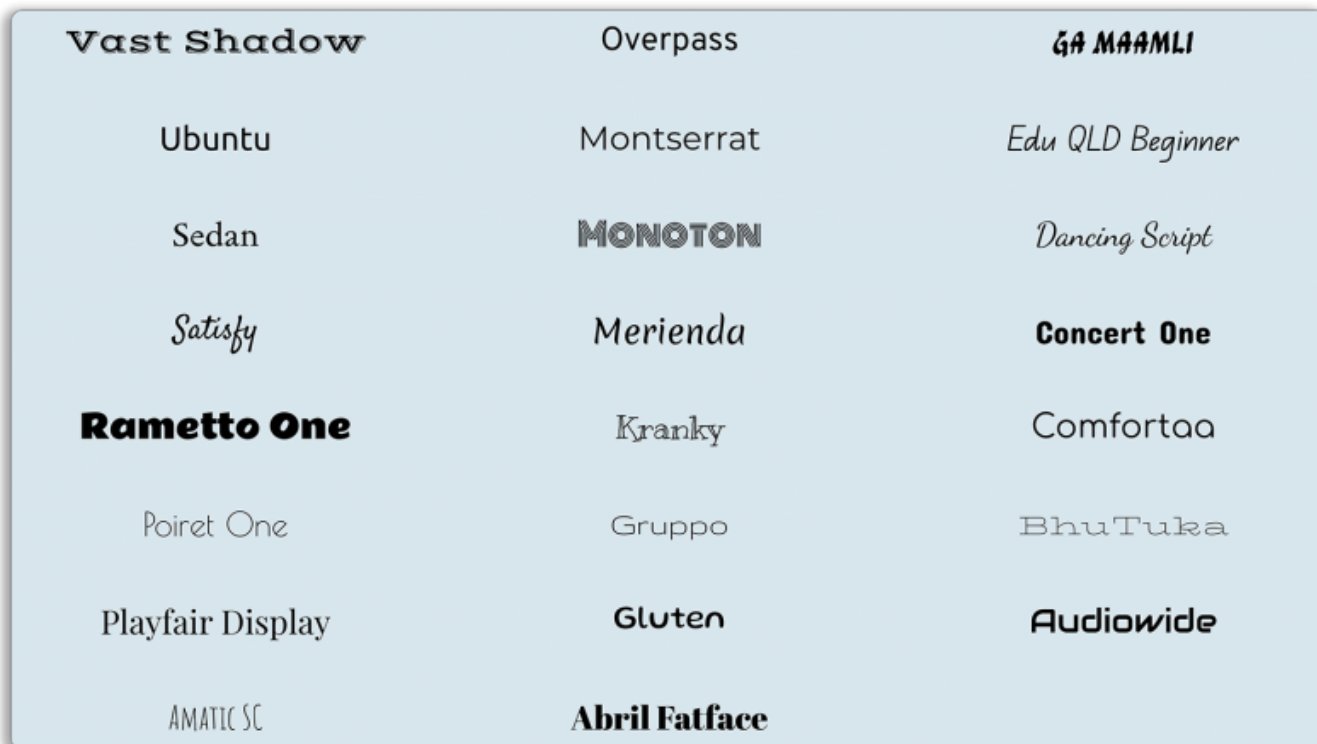 Vast Shadow Overpass GA MAAMLI
Ubuntu Montserrat Edu QLD Beginner
Sedan MONOTON Dancing Script
Satisfy Merienda Concert One
Rametto One Kranky Comfortaa
Poiret One Gruppo BhuTuka
Playfair Display Gluten Audiowide
AMATIC SC Abril Fatface